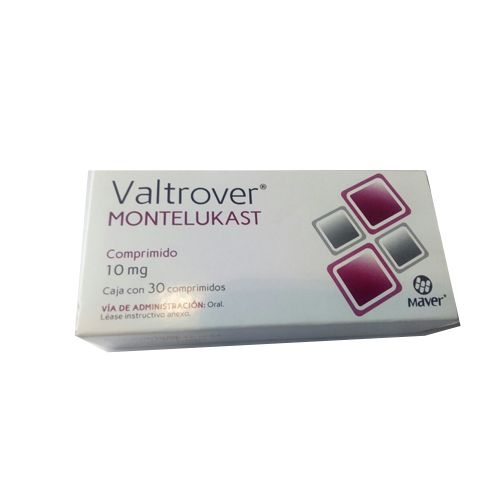 Valtrover®
MONTELUKAST
Comprimido
10 mg
Caja con 30 comprimidos
VÍA DE ADMINISTRACIÓN: Oral.
Léase instructivo anexo.
Maver®